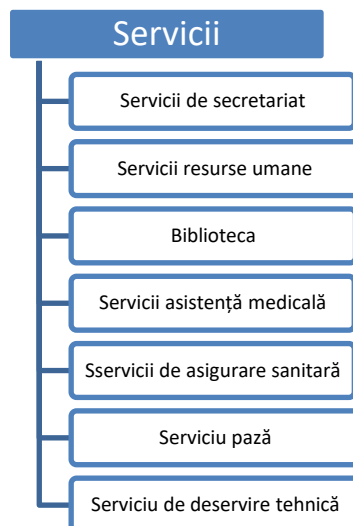 Servicii
Servicii de secretariat
Servicii resurse umane
Biblioteca
Servicii asistență medicală
Sservicii de asigurare sanitară
Serviciu pază
Serviciu de deservire tehnică